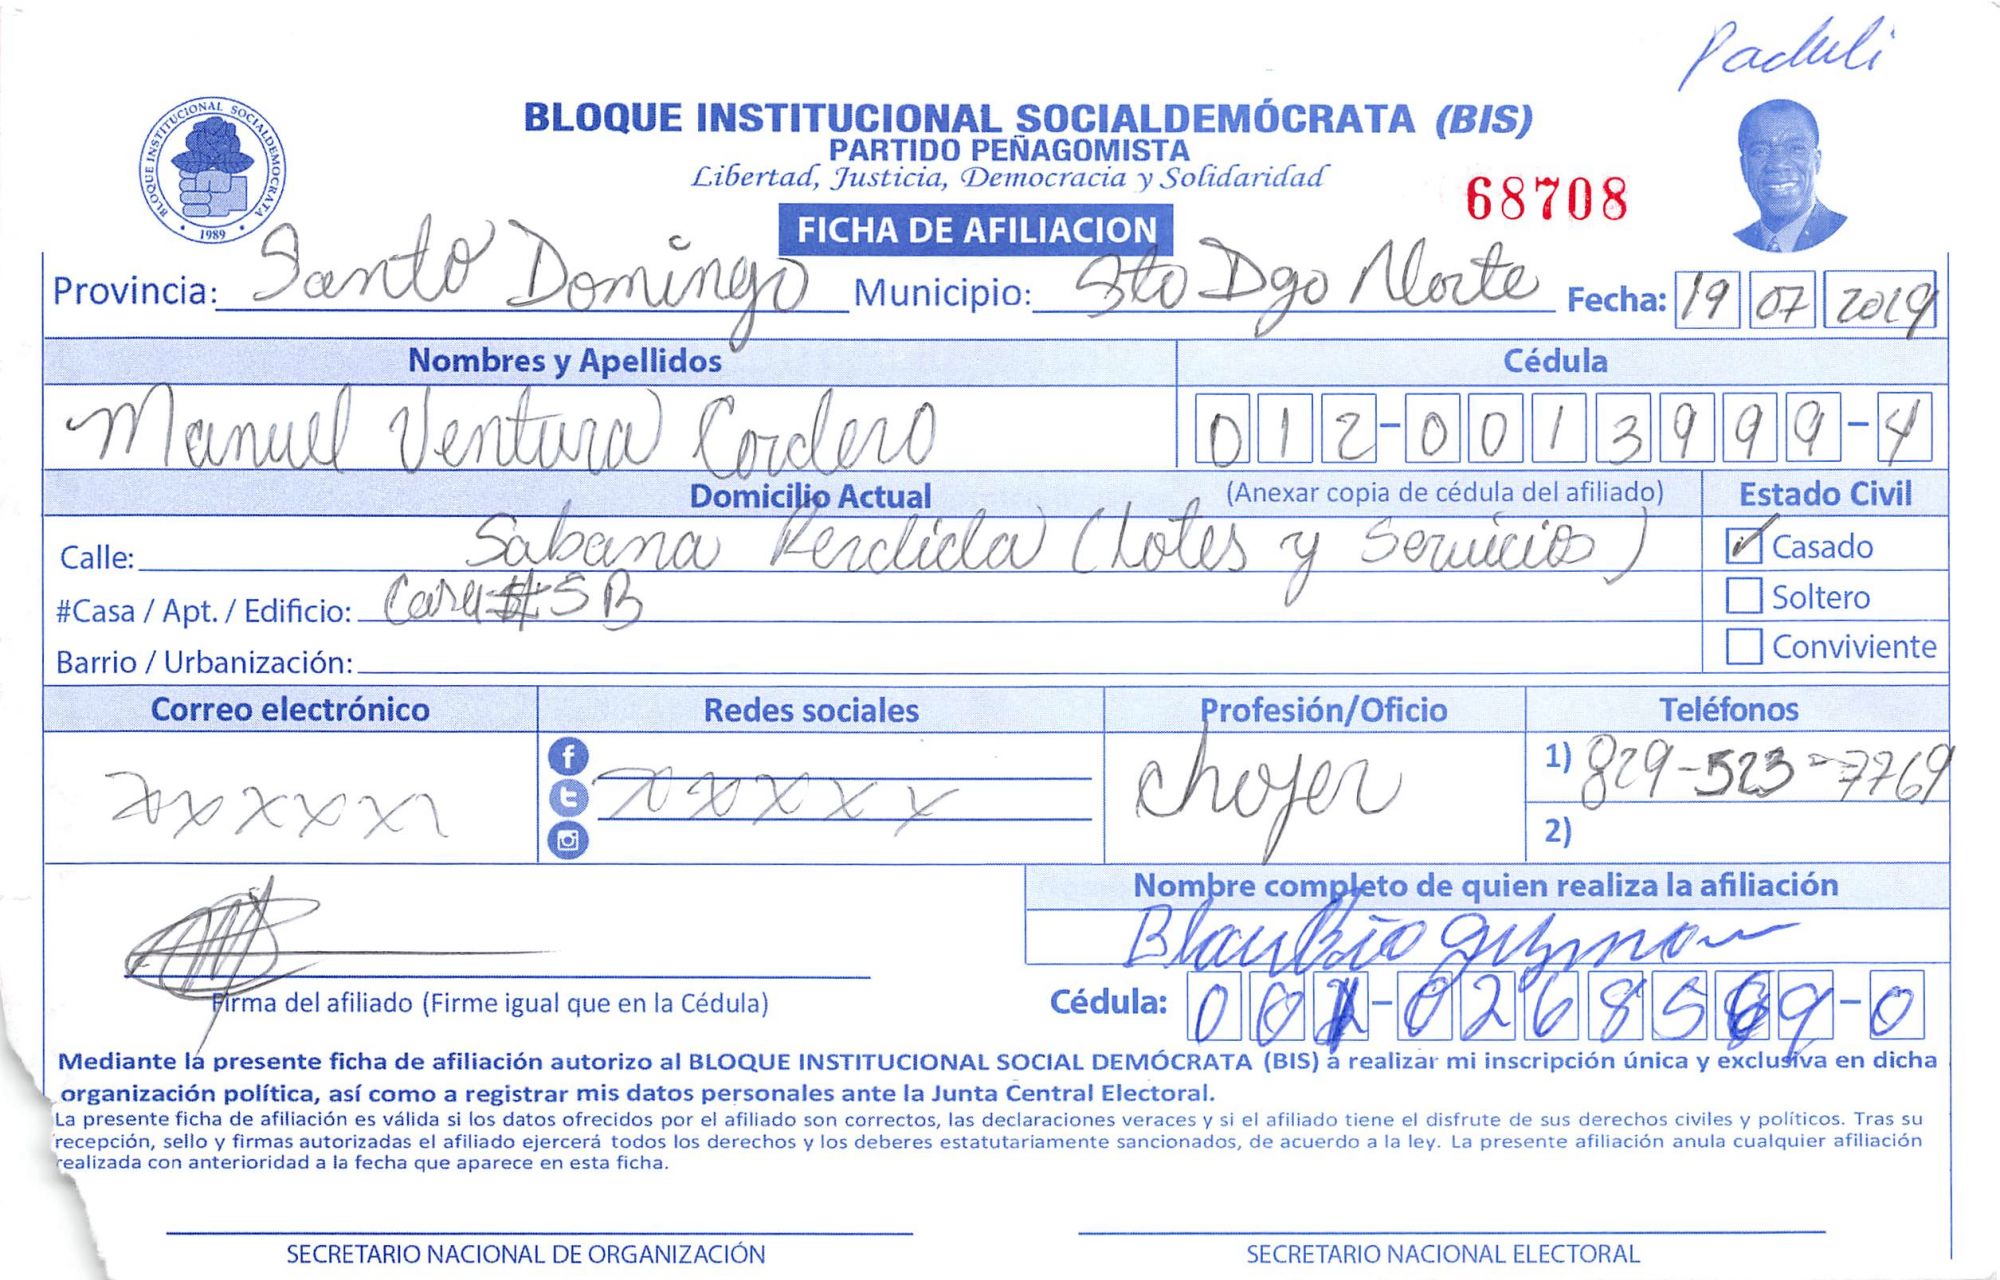 Paduli
BLOQUE INSTITUCIONAL SOCIALDEMOCRATA
1989
BLOQUE INSTITUCIONAL SOCIALDEMÓCRATA (BIS)
PARTIDO PEÑAGOMISTA
Libertad, Justicia, Democracia y Solidaridad
68708
FICHA DE AFILIACION
Provincia: Santo Domingo Municipio: Sto Dgo Norte Fecha: 19 07 2019
Nombres y Apellidos Cédula
Manuel Ventura Cordero 012-0013999-4
Domicilio Actual (Anexar copia de cédula del afiliado) Estado Civil
Calle: Sabana Perdida (Lotes y Servicios) Casado
#Casa / Apt. / Edificio: Casa #5B Soltero
Barrio / Urbanización: Conviviente
Correo electrónico Redes sociales Profesión/Oficio Teléfonos
xxxxxx xxxxx chofer 1) 829-523-7769
2)
Nombre completo de quien realiza la afiliación
Guzman
Firma del afiliado (Firme igual que en la Cédula) Cédula: 001-0268569-0
Mediante la presente ficha de afiliación autorizo al BLOQUE INSTITUCIONAL SOCIAL DEMÓCRATA (BIS) a realizar mi inscripción única y exclusiva en dicha
organización política, así como a registrar mis datos personales ante la Junta Central Electoral.
La presente ficha de afiliación es válida si los datos ofrecidos por el afiliado son correctos, las declaraciones veraces y si el afiliado tiene el disfrute de sus derechos civiles y políticos. Tras su
recepción, sello y firmas autorizadas el afiliado ejercerá todos los derechos y los deberes estatutariamente sancionados, de acuerdo a la ley. La presente afiliación anula cualquier afiliación
realizada con anterioridad a la fecha que aparece en esta ficha.
SECRETARIO NACIONAL DE ORGANIZACIÓN SECRETARIO NACIONAL ELECTORAL